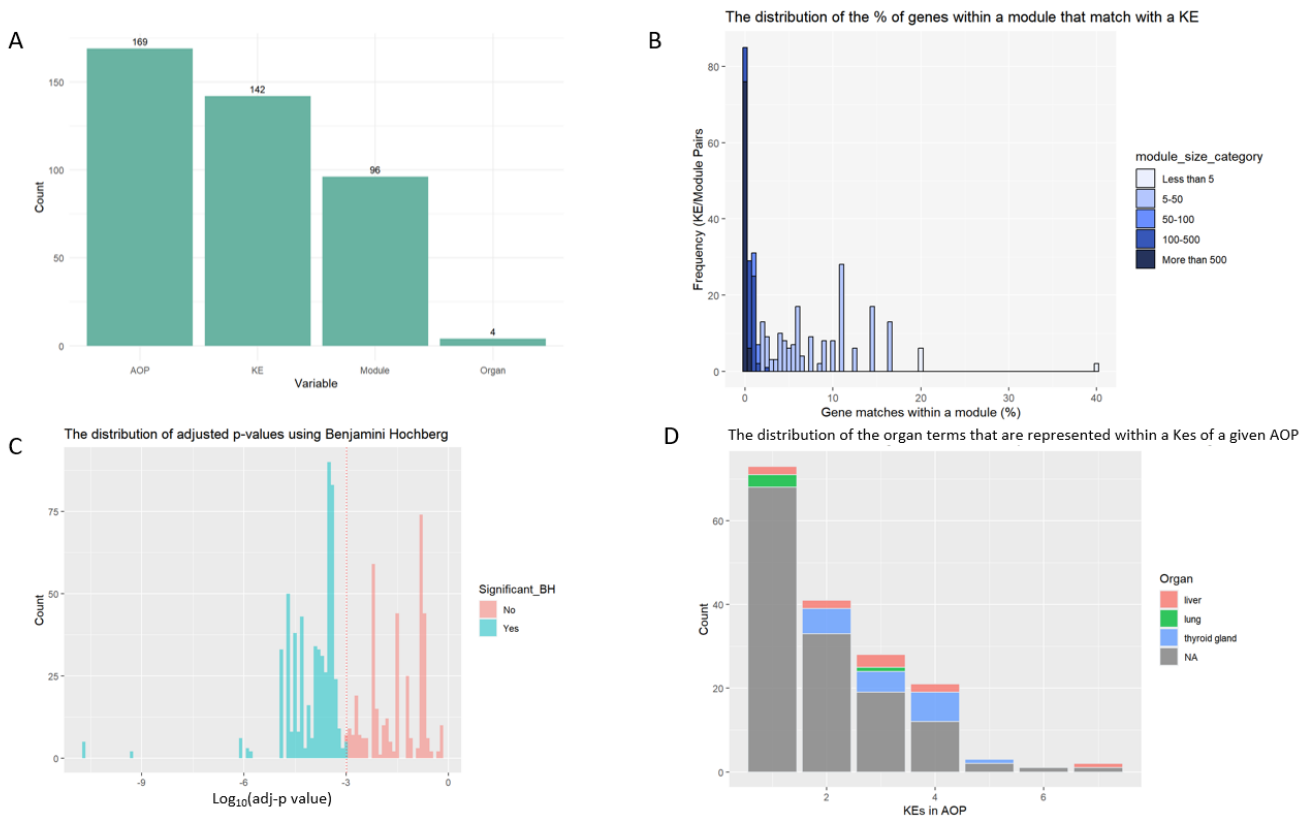 A
169
142
96
4
150
100
50
0
Count
AOP
KE
Module
Organ
Variable
B
The distribution of the % of genes within a module that match with a KE
80
60
40
20
0
Frequency (KE/Module Pairs
0
10
20
30
40
Gene matches within a module (%)
module_size_category
Less than 5
5-50
50-100
100-500
More than 500
C
The distribution of adjusted p-values using Benjamini Hochberg
75
50
25
0
Count
-9
-6
-3
0
Log10(adj-p value)
Significant_BH
No
Yes
D
The distribution of the organ terms that are represented within a Kes of a given AOP
60
40
20
0
Count
2
4
6
KEs in AOP
Organ
liver
lung
thyroid gland
NA